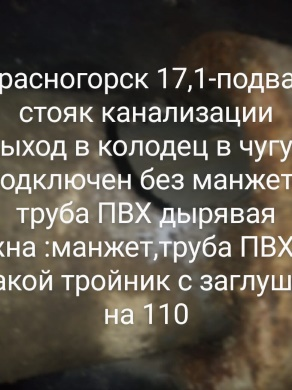 расногорск 17,1-подва
стояк канализации
ыход в колодец в чугу
одключен без манжет
труба ПВХ дырявая
жна :манжет,труба ПВХ
акой тройник с заглуш
на 110